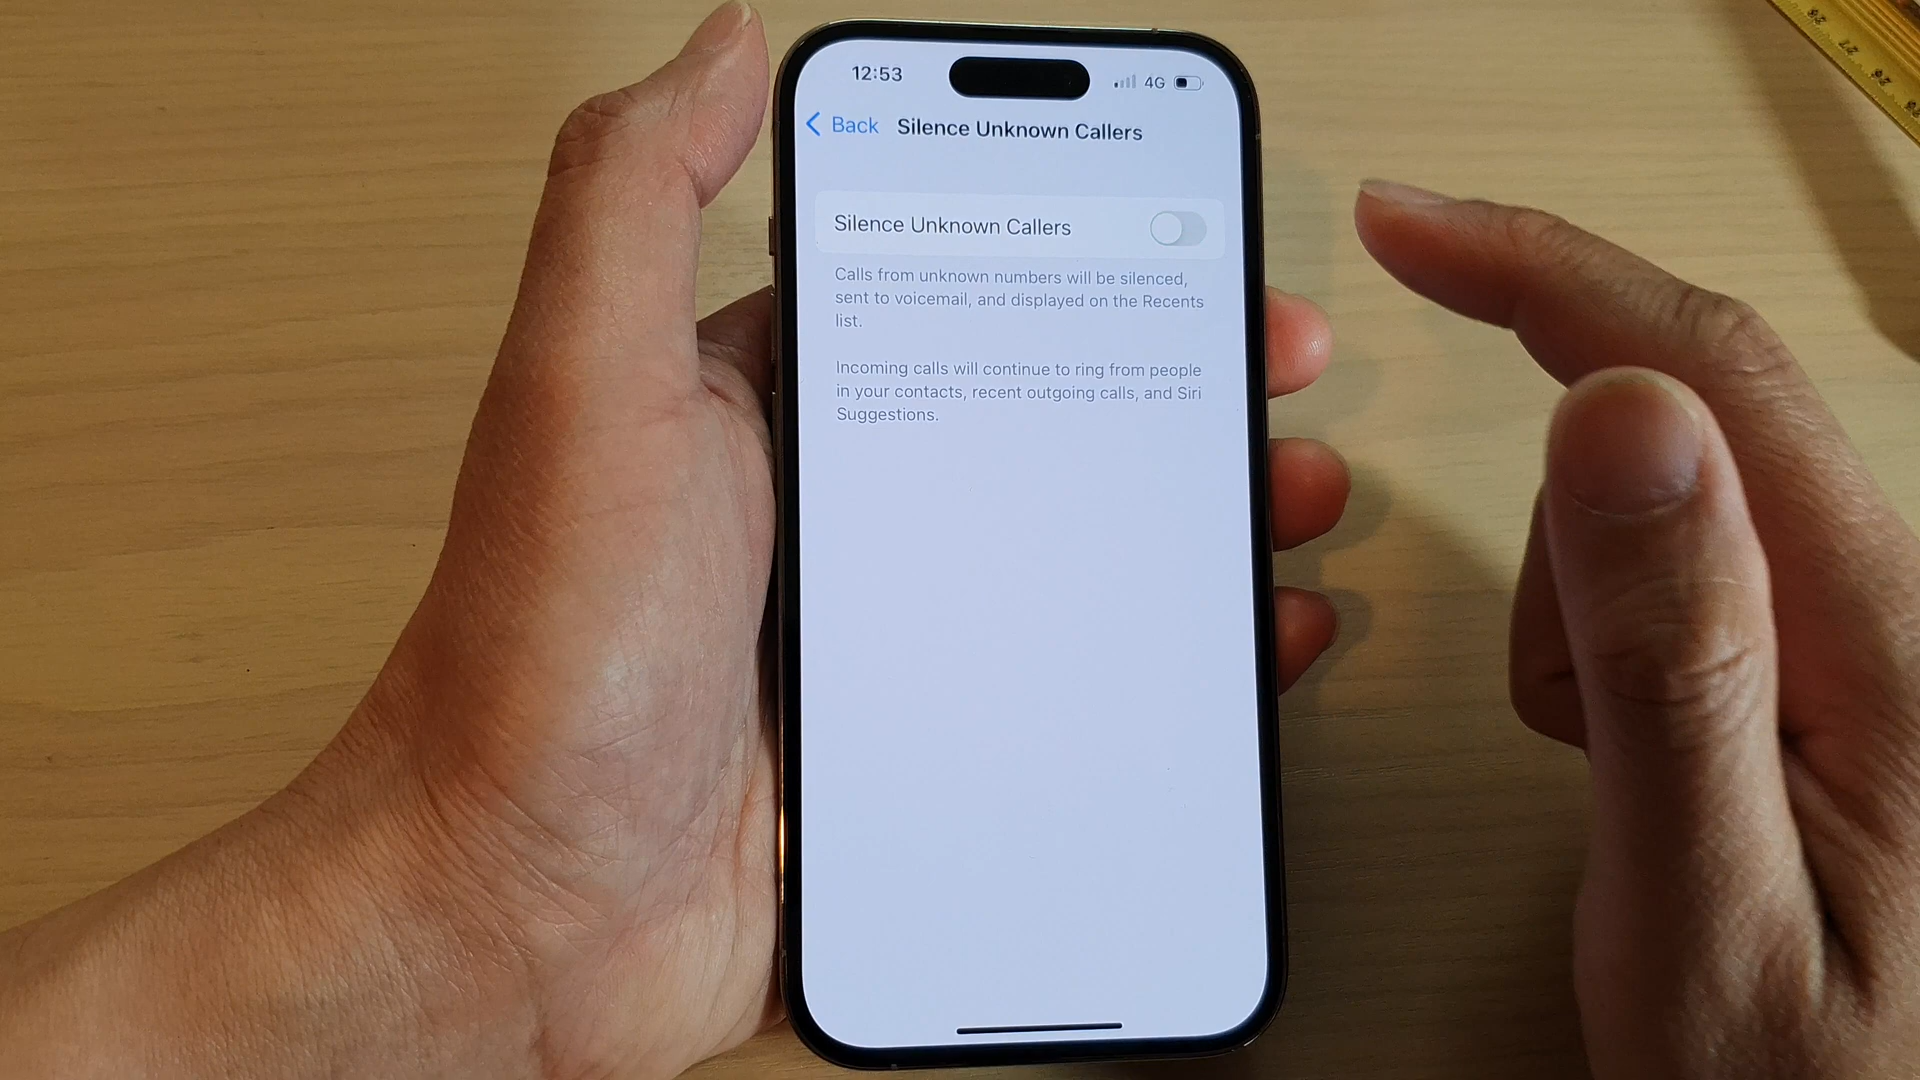 12:53
4G
Back Silence Unknown Callers
Silence Unknown Callers
Calls from unknown numbers will be silenced,
sent to voicemail, and displayed on the Recents
list.
Incoming calls will continue to ring from people
in your contacts, recent outgoing calls, and Siri
Suggestions.